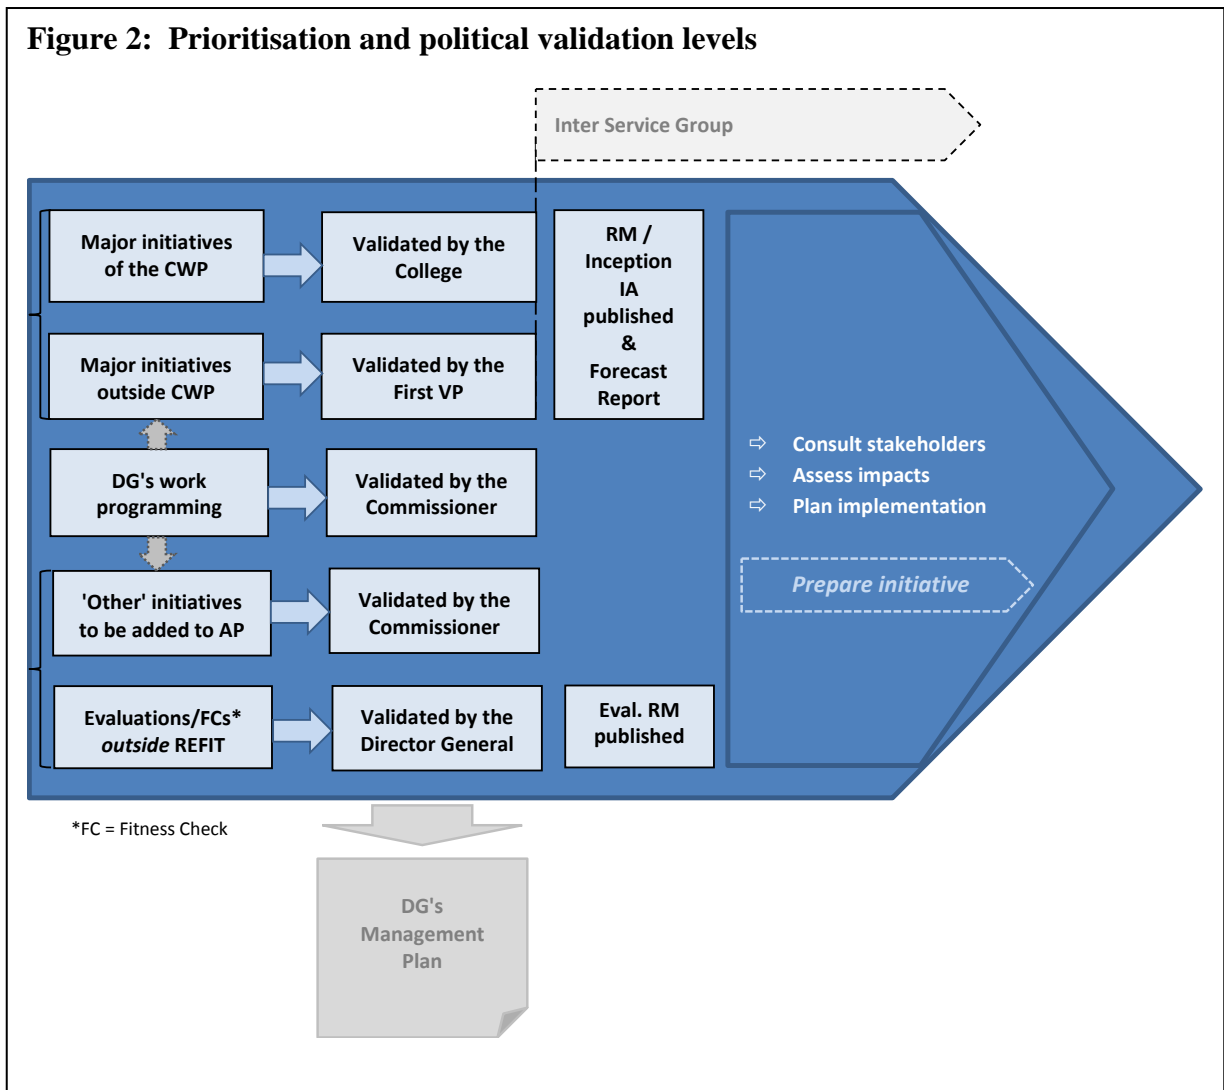 Figure 2:  Prioritisation and political validation levels
Inter Service Group
Major initiatives
of the CWP
Validated by the
College
RM /
Inception
IA
published
&
Forecast
Report
Major initiatives
outside CWP
Validated by the
First VP
DG's work
programming
Validated by the
Commissioner
'Other' initiatives
to be added to AP
Validated by the
Commissioner
Evaluations/FCs*
outside REFIT
Validated by the
Director General
Eval. RM
published
⇨ Consult stakeholders
⇨ Assess impacts
⇨ Plan implementation
Prepare initiative
*FC = Fitness Check
DG's
Management
Plan